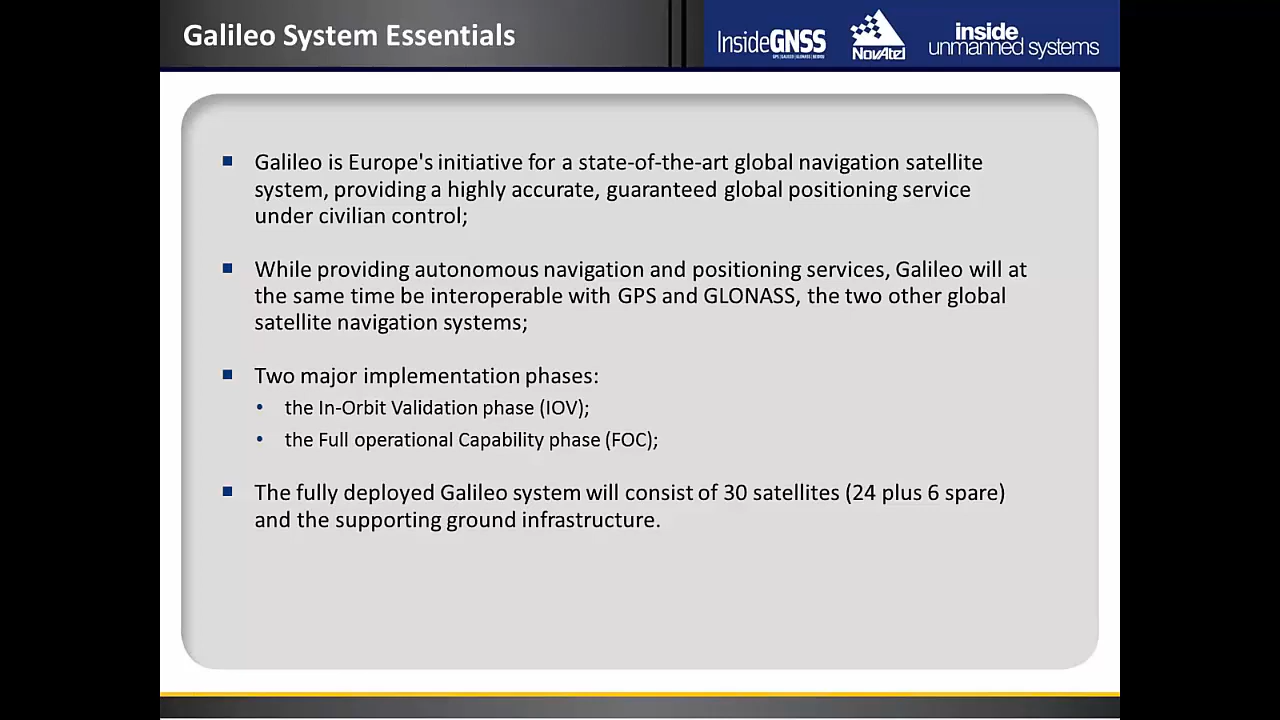 Galileo System Essentials
InsideGNSS
GPS | GALILEO | GLONASS | BEIDOU
NovAtel
inside
unmanned systems
Galileo is Europe's initiative for a state-of-the-art global navigation satellite
system, providing a highly accurate, guaranteed global positioning service
under civilian control;
While providing autonomous navigation and positioning services, Galileo will at
the same time be interoperable with GPS and GLONASS, the two other global
satellite navigation systems;
Two major implementation phases:
the In-Orbit Validation phase (IOV);
the Full operational Capability phase (FOC);
The fully deployed Galileo system will consist of 30 satellites (24 plus 6 spare)
and the supporting ground infrastructure.